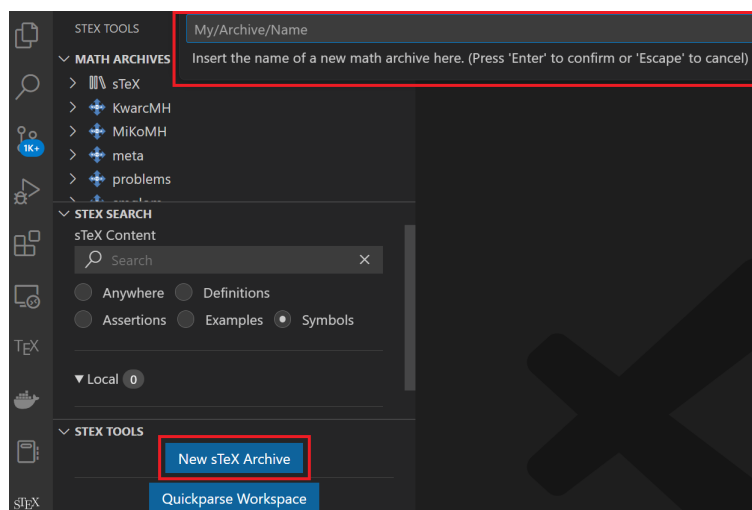 STEX TOOLS
My/Archive/Name
MATH ARCHIVES
Insert the name of a new math archive here. (Press 'Enter' to confirm or 'Escape' to cancel)
sTeX
KwarcMH
MiKoMH
1K+
meta
problems
STEX SEARCH
sTeX Content
Search
Anywhere Definitions
Assertions Examples Symbols
TEX
Local 0
STEX TOOLS
New sTeX Archive
Quickparse Workspace
STEX